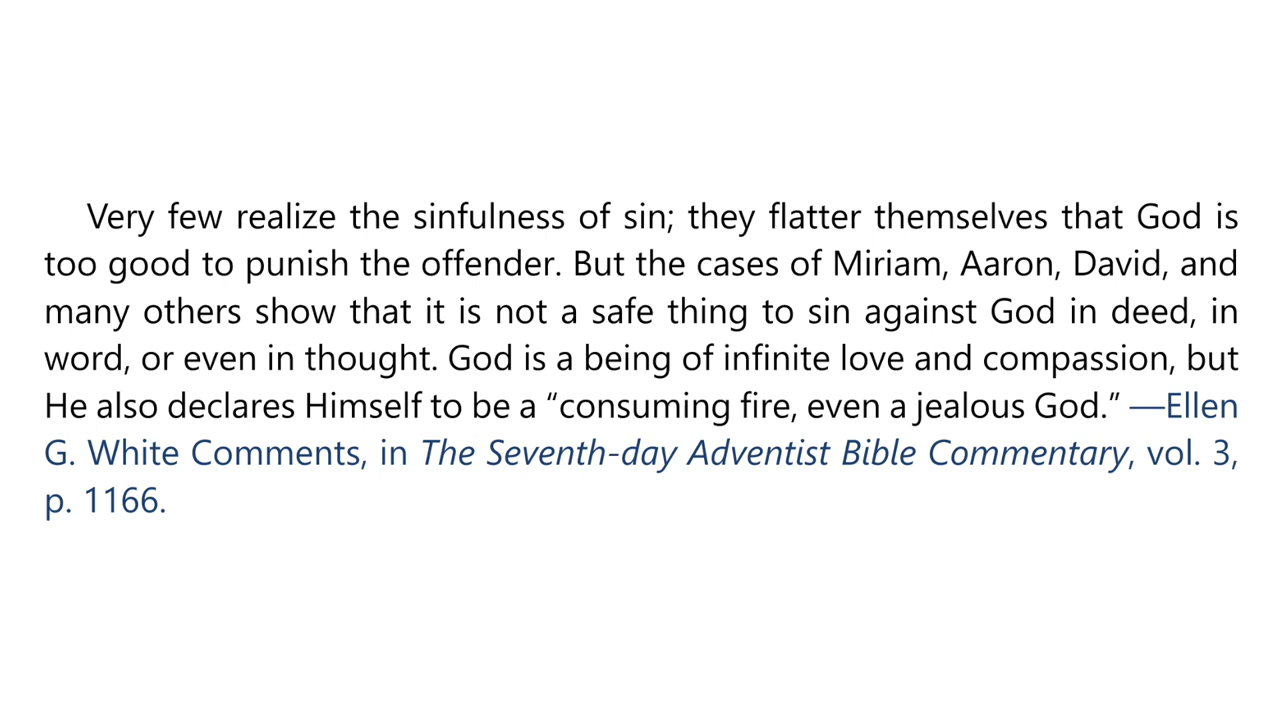 Very few realize the sinfulness of sin; they flatter themselves that God is
too good to punish the offender. But the cases of Miriam, Aaron, David, and
many others show that it is not a safe thing to sin against God in deed, in
word, or even in thought. God is a being of infinite love and compassion, but
He also declares Himself to be a “consuming fire, even a jealous God.” —Ellen
G. White Comments, in The Seventh-day Adventist Bible Commentary, vol. 3,
p. 1166.